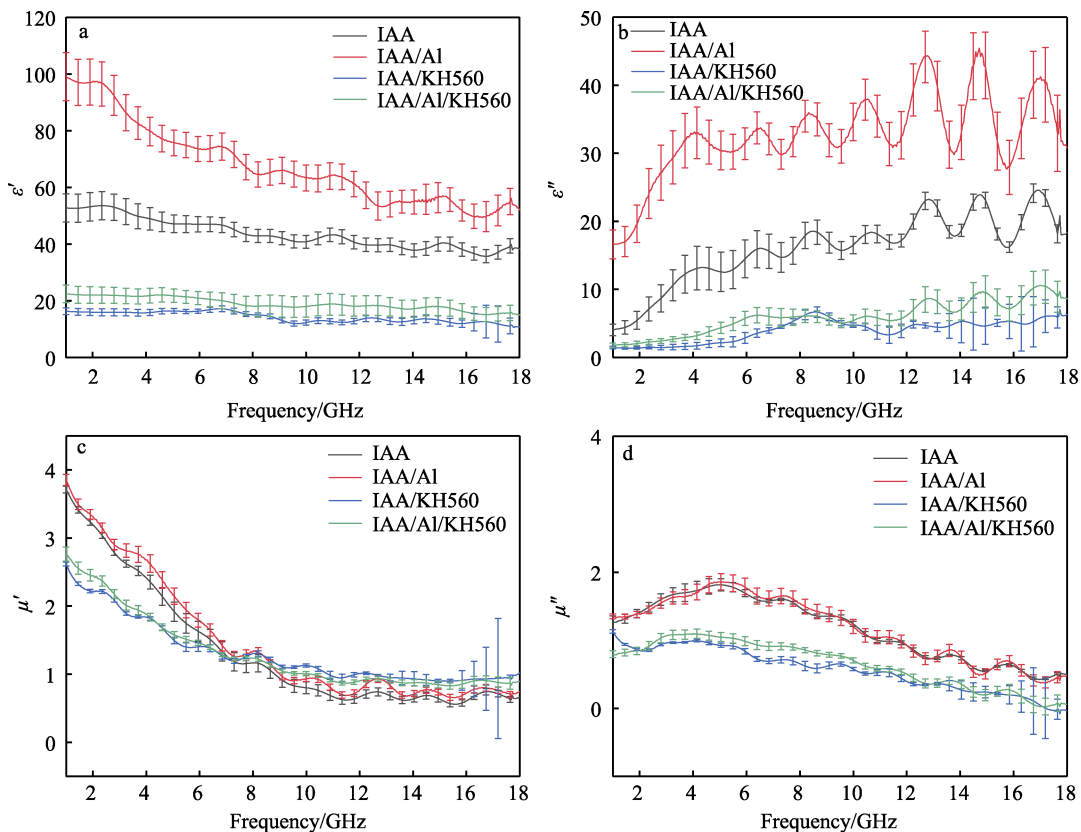 a
IAA
IAA/Al
IAA/KH560
IAA/Al/KH560
120
100
80
60
40
20
0
ε′
2 4 6 8 10 12 14 16 18
Frequency/GHz
b
IAA
IAA/Al
IAA/KH560
IAA/Al/KH560
50
40
30
20
10
0
ε″
2 4 6 8 10 12 14 16 18
Frequency/GHz
c
IAA
IAA/Al
IAA/KH560
IAA/Al/KH560
4
3
2
1
0
μ′
2 4 6 8 10 12 14 16 18
Frequency/GHz
d
IAA
IAA/Al
IAA/KH560
IAA/Al/KH560
4
2
0
μ″
2 4 6 8 10 12 14 16 18
Frequency/GHz